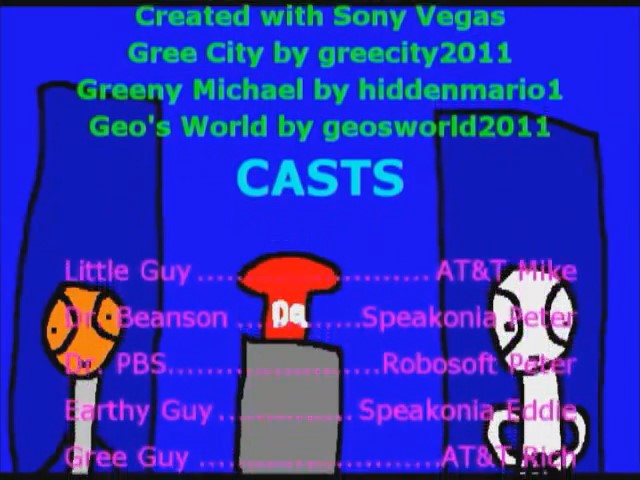 Created with Sony Vegas
Gree City by greecity2011
Greeny Michael by hiddenmario1
Geo's World by geosworld2011
CASTS
Little Guy ........................ AT&T Mike
Dr. Beanson ............Speakonia Peter
Dr. PBS......................Robosoft Peter
Earthy Guy .............. Speakonia Eddie
Gree Guy .........................AT&T Rich